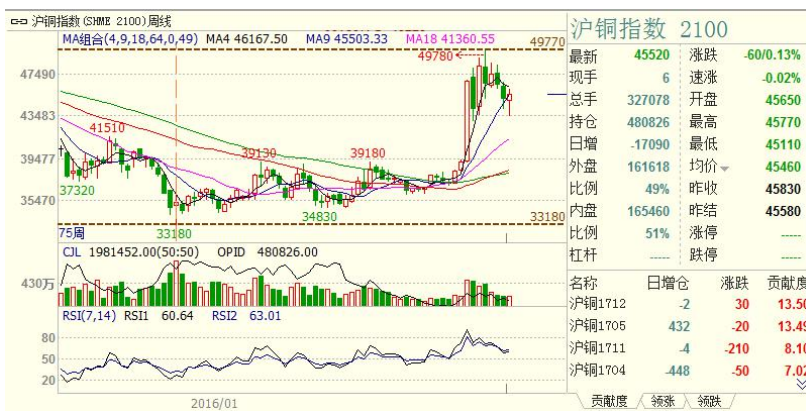 沪铜指数(SHME 2100)周线
MA组合(4,9,18,64,0,49) MA4 46167.50 MA9 45503.33 MA18 41360.55
49770
49780
47490
43483
41510
39477
39130
39180
37320
35470
34830
33180
33180
75周
CJL 1981452.00(50:50) OPID 480826.00
430万
RSI(7,14) RSI1 60.64 RSI2 63.01
80
50
20
2016/01
沪铜指数 2100
最新 45520 涨跌 -60/0.13%
现手 6 速涨 -0.02%
总手 327078 开盘 45650
持仓 480826 最高 45770
日增 -17090 最低 45110
外盘 161618 均价 45460
比例 49% 昨收 45830
内盘 165460 昨结 45580
比例 51% 涨停 -----
杠杆 ----- 跌停 -----
名称 日增仓 涨跌 贡献度
沪铜1712 -2 30 13.50
沪铜1705 432 -20 13.49
沪铜1711 -4 -210 8.10
沪铜1704 -448 -50 7.02
贡献度 领涨 领跌